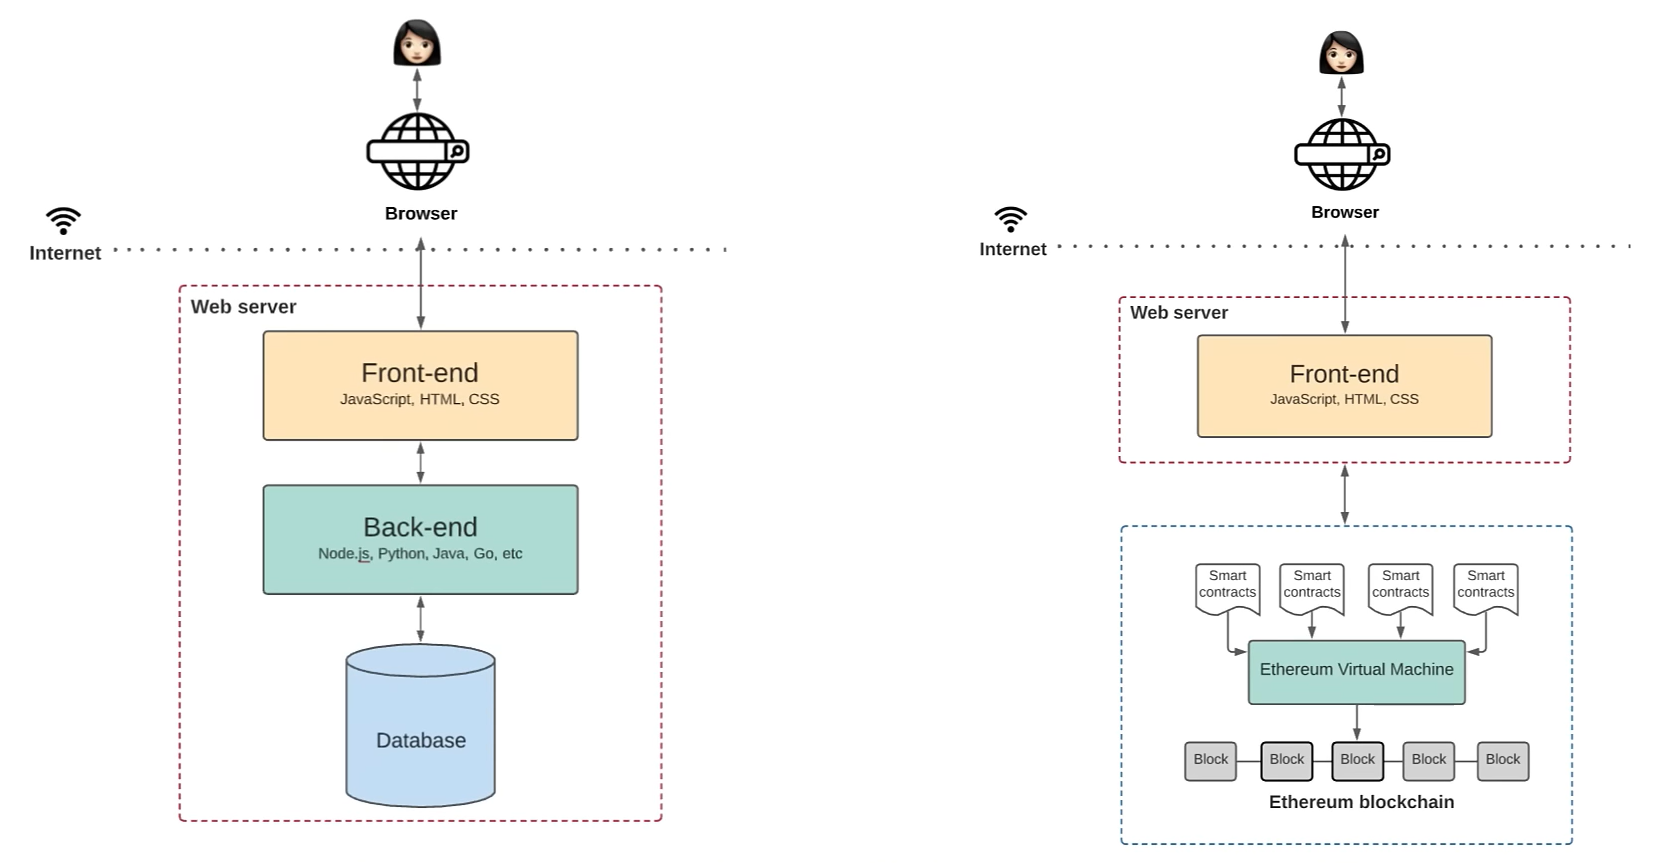 Browser
Internet
Web server
Front-end
JavaScript, HTML, CSS
Back-end
Node.js, Python, Java, Go, etc
Database
Browser
Internet
Web server
Front-end
JavaScript, HTML, CSS
Smart
contracts
Smart
contracts
Smart
contracts
Smart
contracts
Ethereum Virtual Machine
Block
Block
Block
Block
Block
Ethereum blockchain